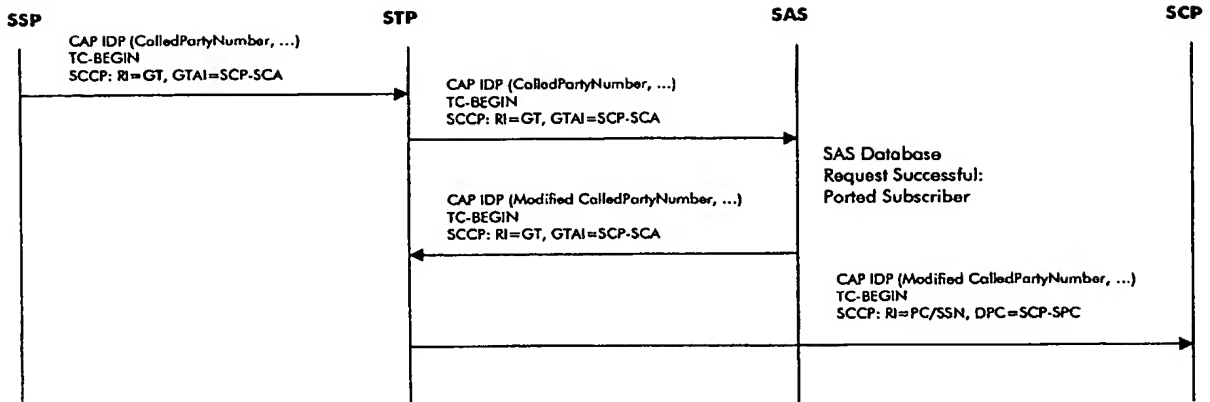 SSP STP SAS SCP
CAP IDP (CalledPartyNumber, ...)
TC-BEGIN
SCCP: RI=GT, GTAI=SCP-SCA
CAP IDP (CalledPartyNumber, ...)
TC-BEGIN
SCCP: RI=GT, GTAI=SCP-SCA
SAS Database
Request Successful:
Ported Subscriber
CAP IDP (Modified CalledPartyNumber, ...)
TC-BEGIN
SCCP: RI=GT, GTAI=SCP-SCA
CAP IDP (Modified CalledPartyNumber, ...)
TC-BEGIN
SCCP: RI=PC/SSN, DPC=SCP-SPC